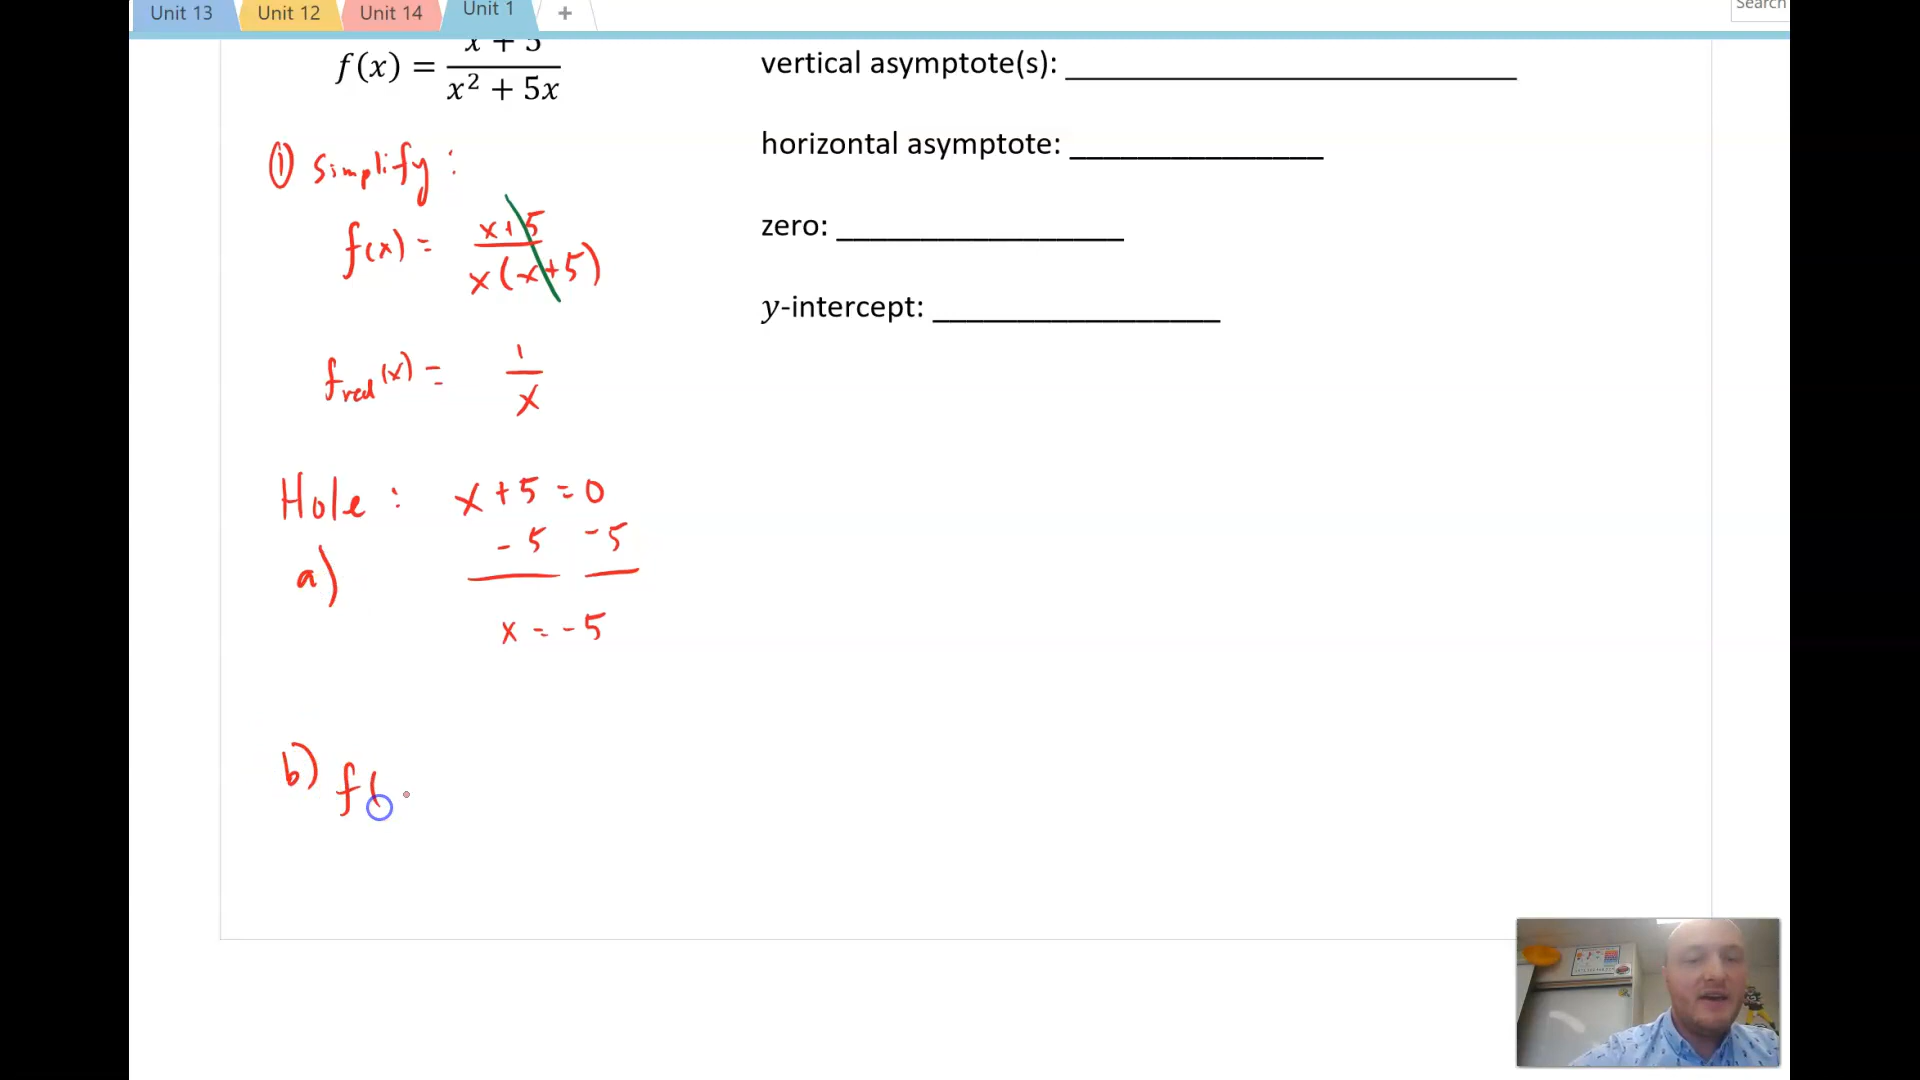 Unit 13 Unit 12 Unit 14 Unit 1 +
Search
f(x) = (x + 5)/(x² + 5x)
vertical asymptote(s): ____________________________
horizontal asymptote: _______________
zero: _________________
y-intercept: _________________
① Simplify:
f(x) = (x+5)/(x(x+5))
f_red(x) = 1/x
Hole: x+5=0
a) -5 -5
x=-5
b) f(